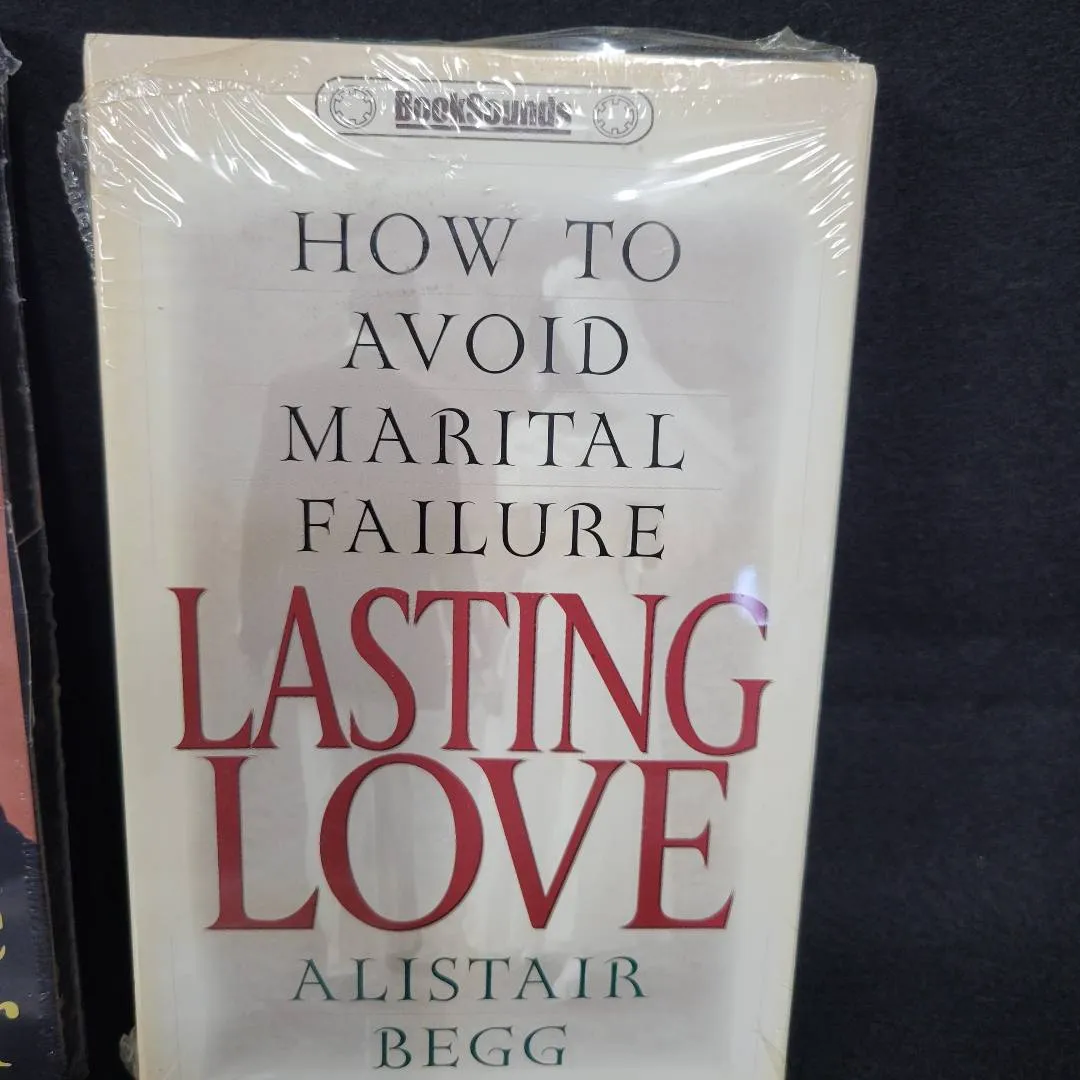 BookSounds
HOW TO
AVOID
MARITAL
FAILURE
LASTING
LOVE
ALISTAIR
BEGG